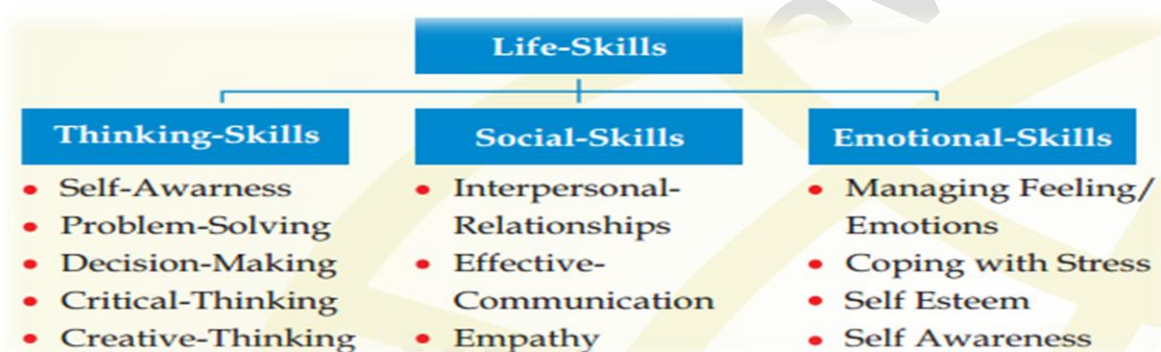 Life-Skills
Thinking-Skills
• Self-Awarness
• Problem-Solving
• Decision-Making
• Critical-Thinking
• Creative-Thinking
Social-Skills
• Interpersonal-
Relationships
• Effective-
Communication
• Empathy
Emotional-Skills
• Managing Feeling/
Emotions
• Coping with Stress
• Self Esteem
• Self Awareness